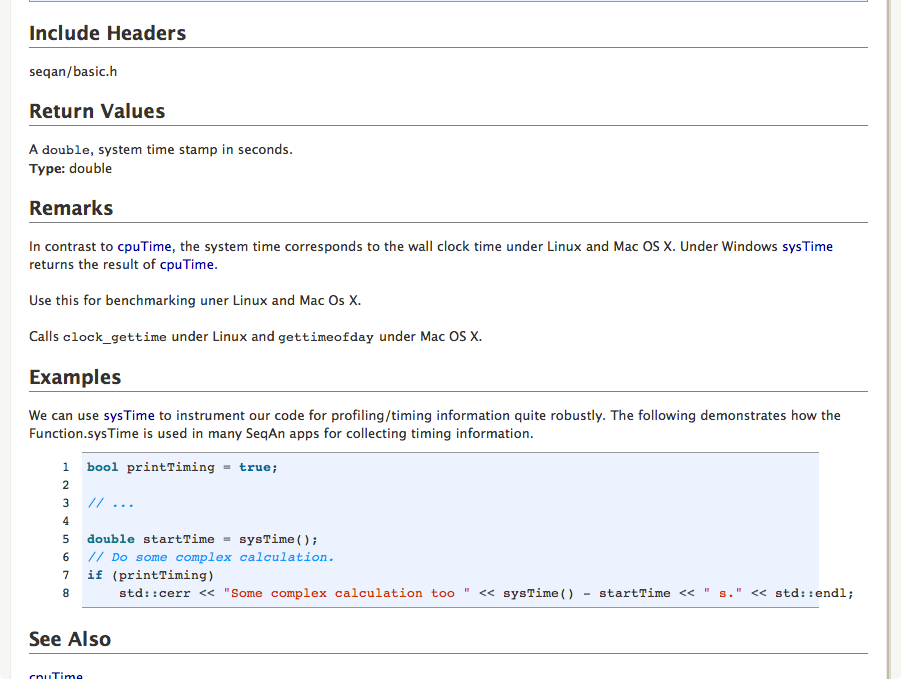 Include Headers
seqan/basic.h
Return Values
A double, system time stamp in seconds.
Type: double
Remarks
In contrast to cpuTime, the system time corresponds to the wall clock time under Linux and Mac OS X. Under Windows sysTime
returns the result of cpuTime.
Use this for benchmarking uner Linux and Mac Os X.
Calls clock_gettime under Linux and gettimeofday under Mac OS X.
Examples
We can use sysTime to instrument our code for profiling/timing information quite robustly. The following demonstrates how the
Function.sysTime is used in many SeqAn apps for collecting timing information.
1 bool printTiming = true;
2
3 // ...
4
5 double startTime = sysTime();
6 // Do some complex calculation.
7 if (printTiming)
8     std::cerr << "Some complex calculation too " << sysTime() - startTime << " s." << std::endl;
See Also
cpuTime